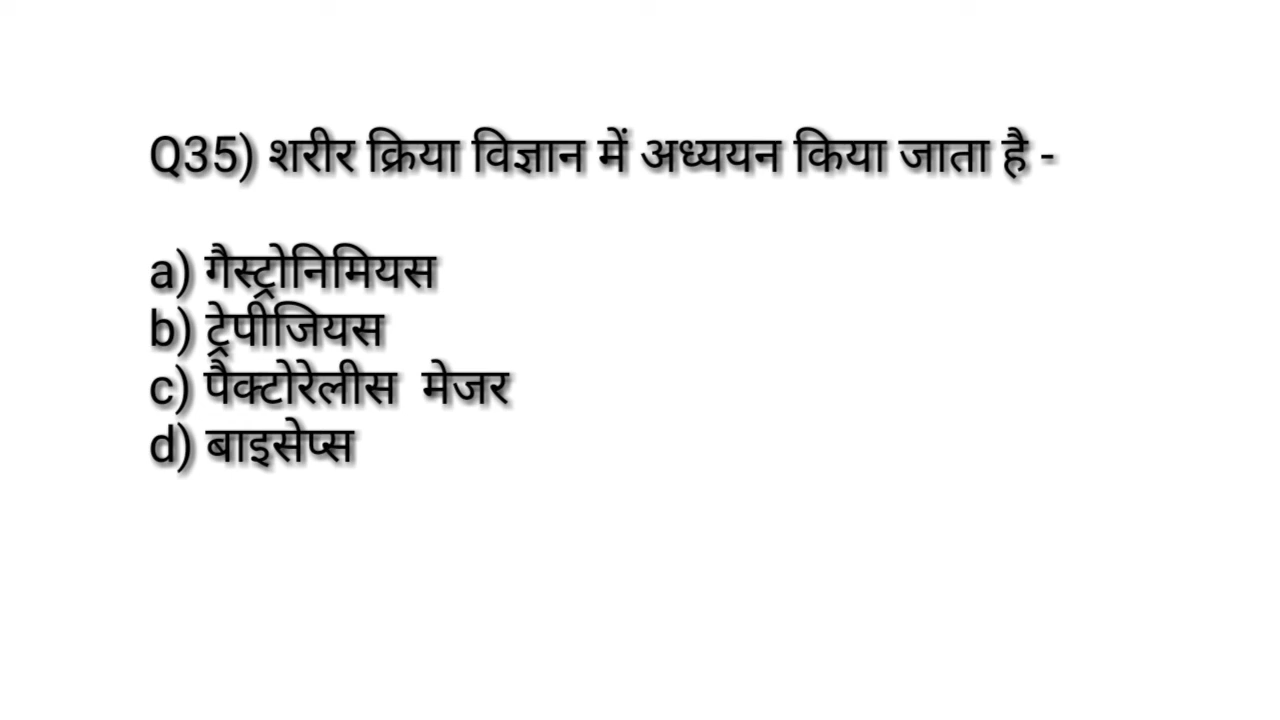 Q35) शरीर क्रिया विज्ञान में अध्ययन किया जाता है -
a) गैस्ट्रोनिमियस
b) ट्रेपीजियस
c) पैक्टोरेलीस मेजर
d) बाइसेप्स